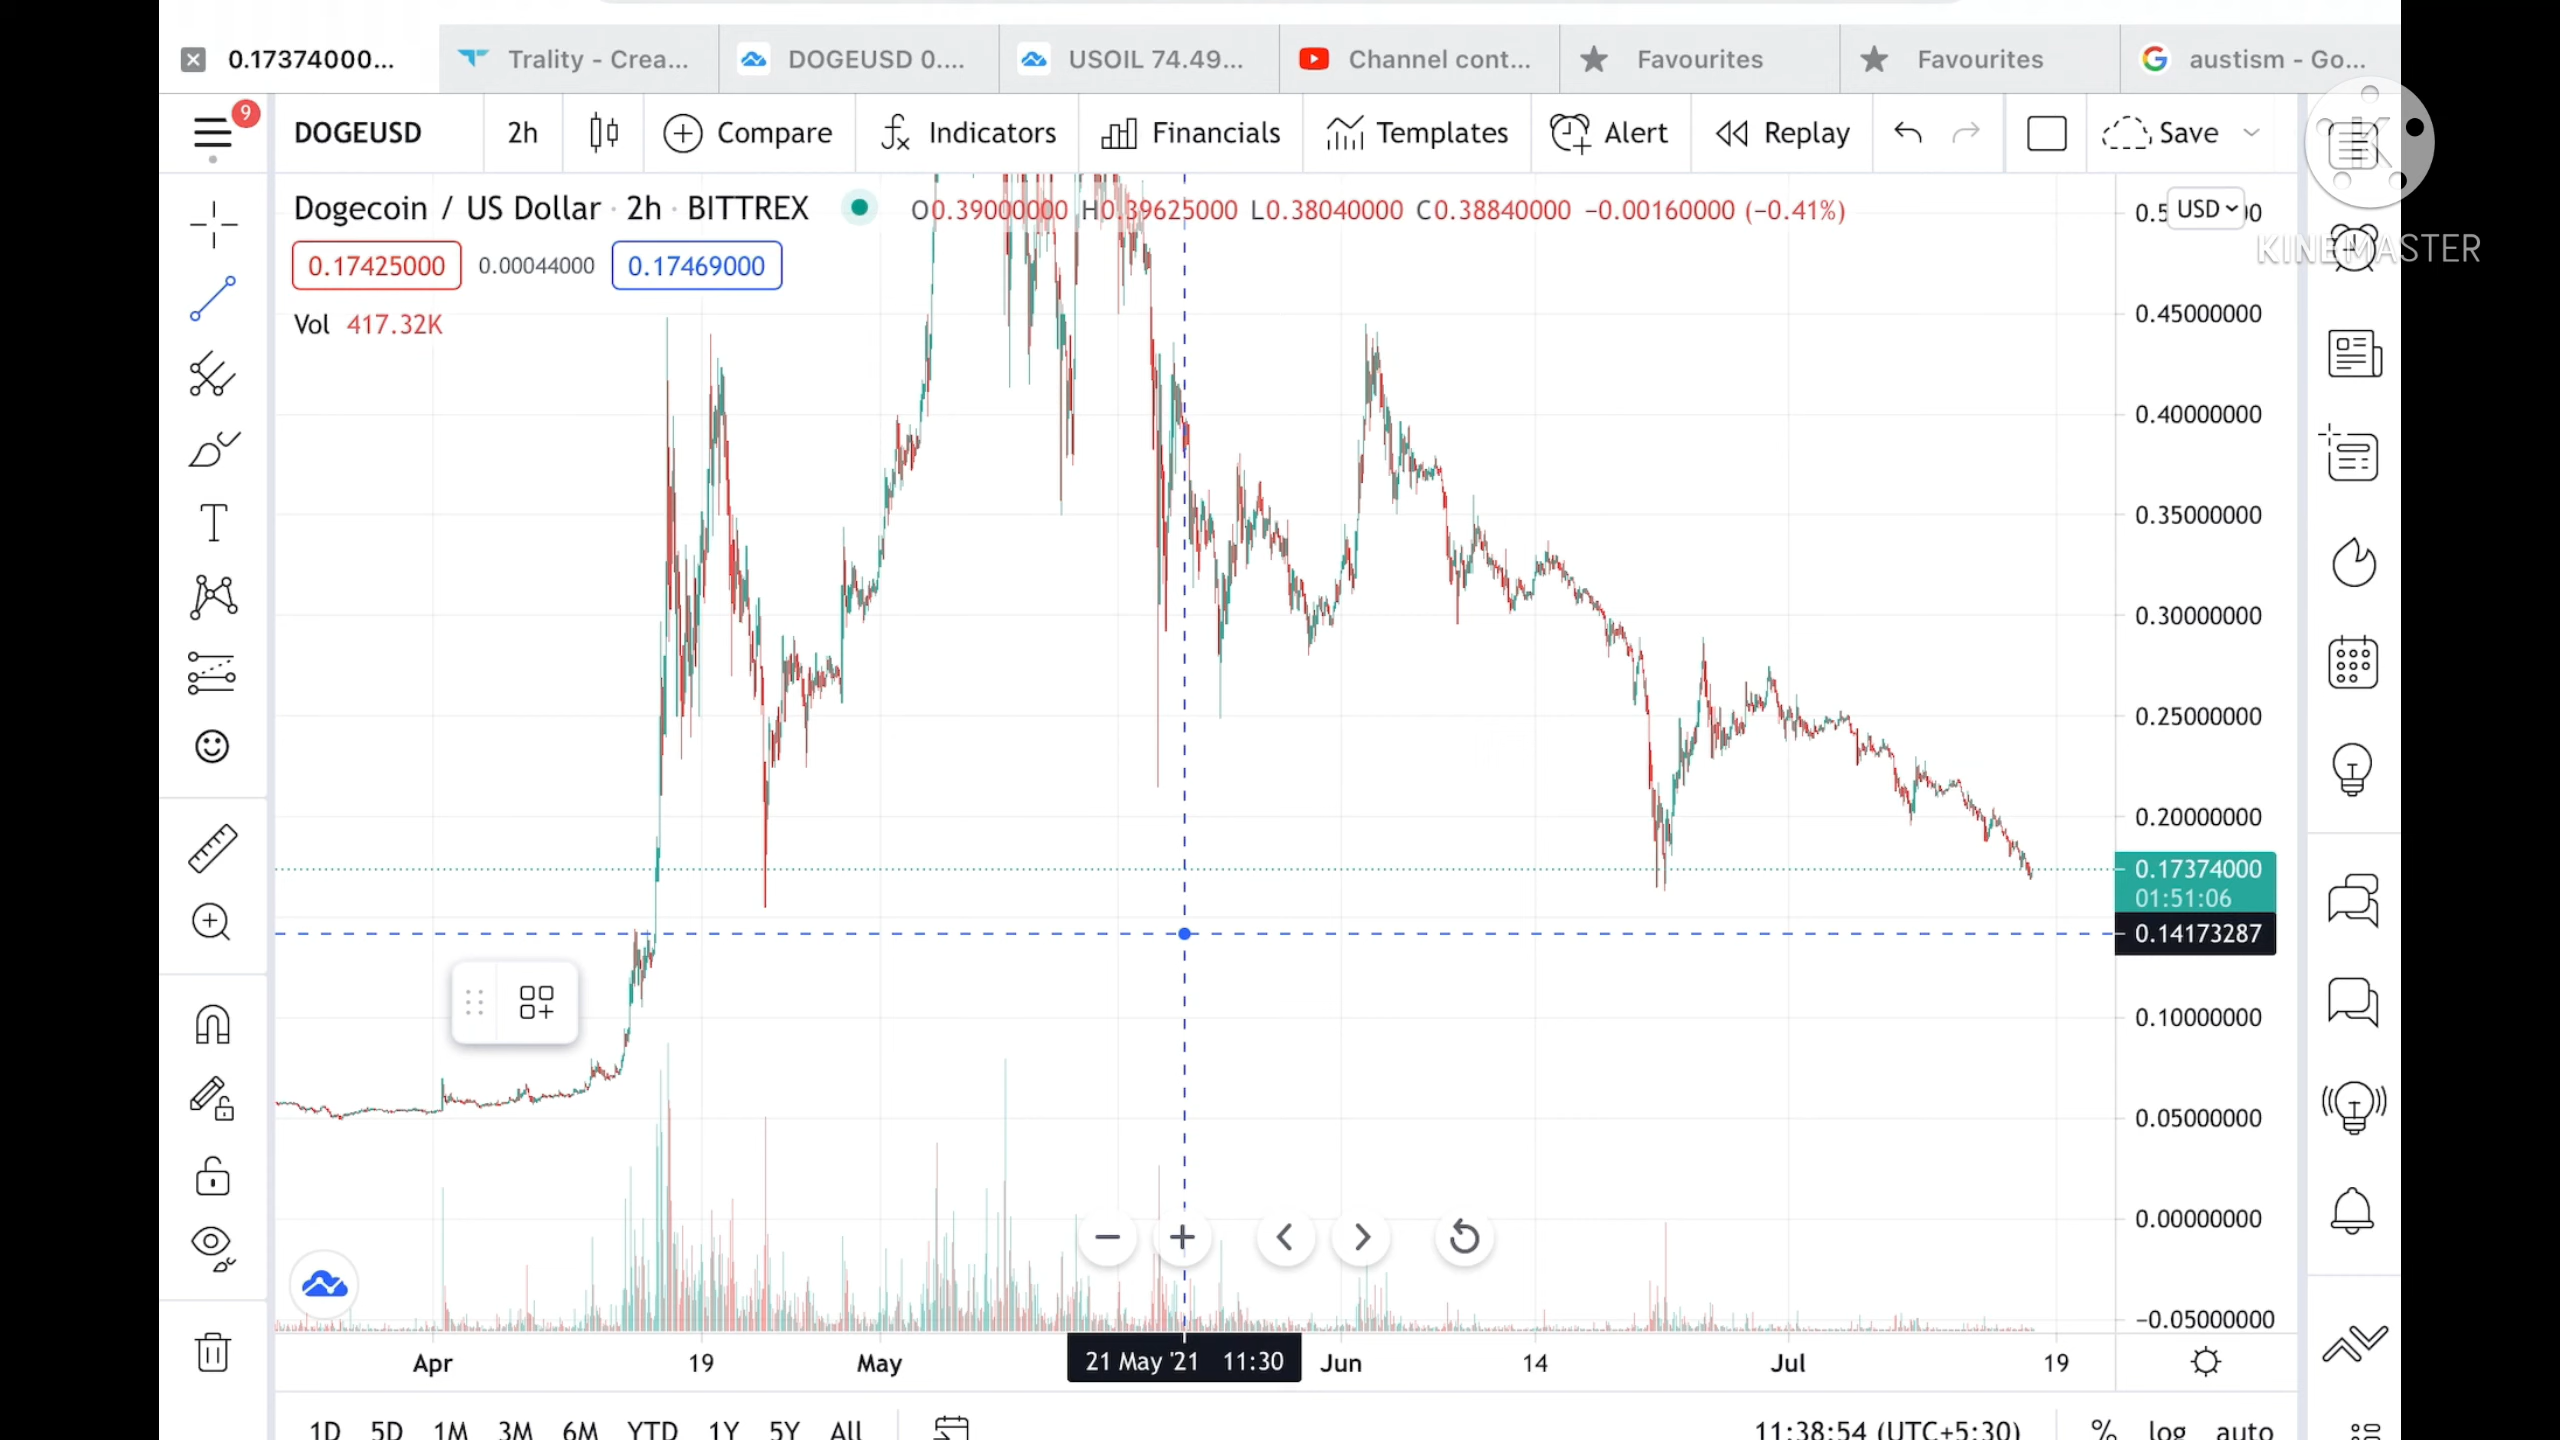 0.17374000...
Trality - Crea...
DOGEUSD 0....
USOIL 74.49...
Channel cont...
Favourites
Favourites
austism - Go...
9
DOGEUSD
2h
Compare
Indicators
Financials
Templates
Alert
Replay
Save
K
KINEMASTER
Dogecoin / US Dollar · 2h · BITTREX
O0.39000000 H0.39625000 L0.38040000 C0.38840000 −0.00160000 (−0.41%)
USD
0.17425000 0.00044000 0.17469000
Vol 417.32K
0.45000000
0.40000000
0.35000000
0.30000000
0.25000000
0.20000000
0.17374000
01:51:06
0.14173287
0.10000000
0.05000000
0.00000000
−0.05000000
Apr 19 May 21 May '21 11:30 Jun 14 Jul 19
1D 5D 1M 3M 6M YTD 1Y 5Y All
11:38:54 (UTC+5:30) % log auto